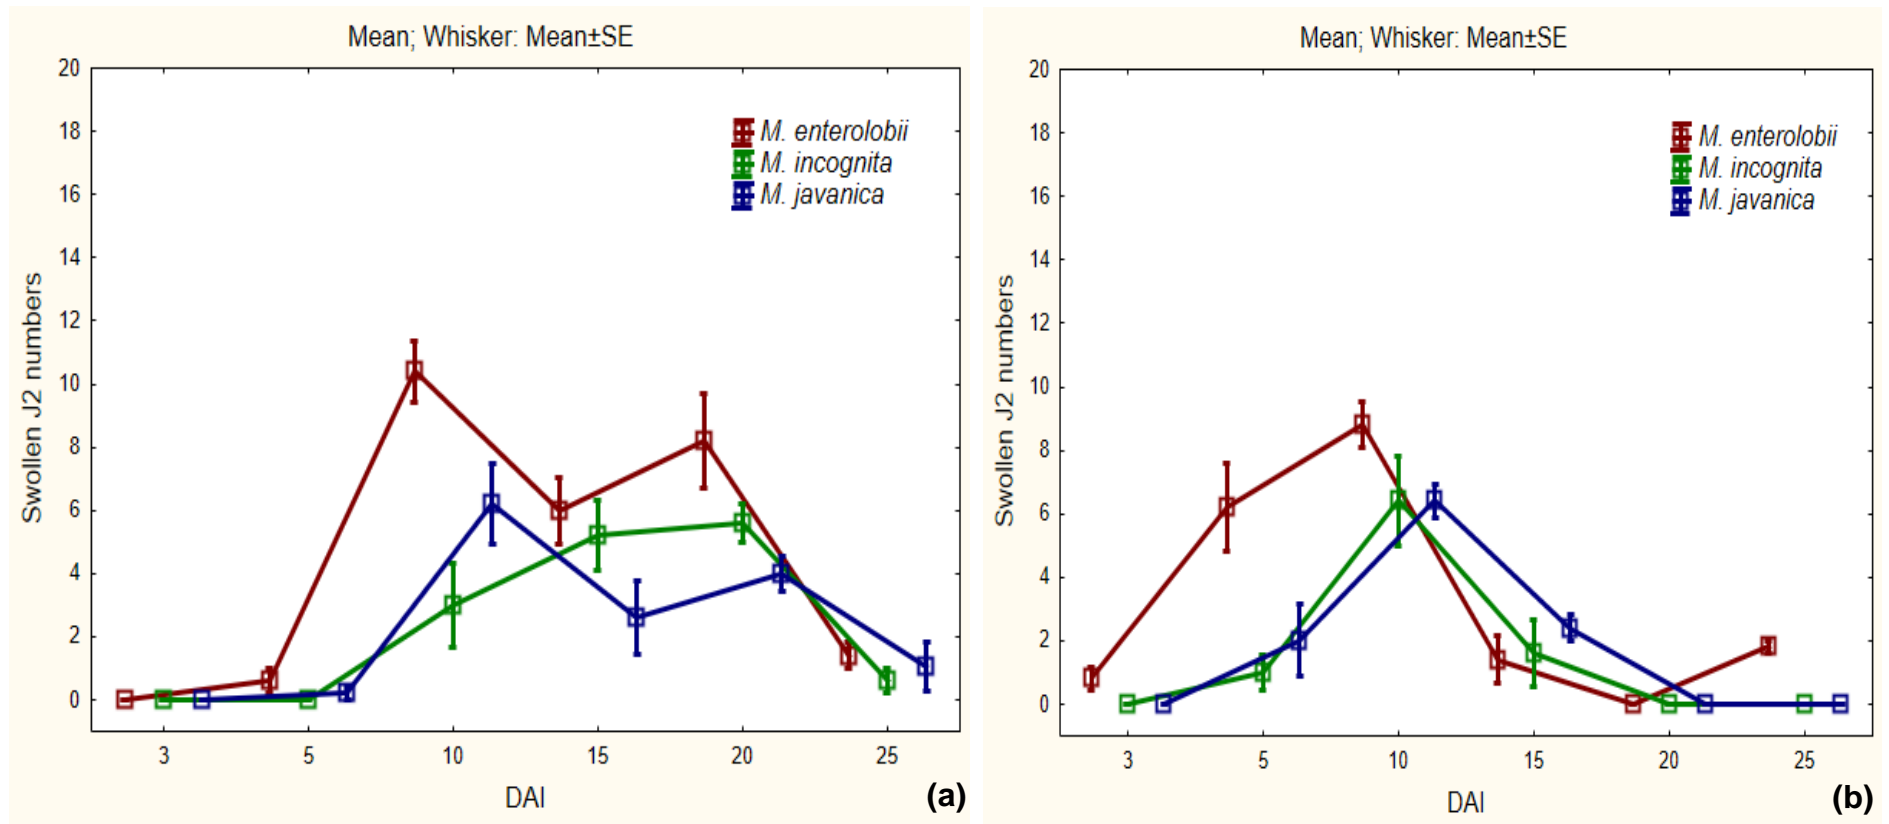 Mean; Whisker: Mean±SE
20
18
16
14
12
10
8
6
4
2
0
Swollen J2 numbers
M. enterolobii
M. incognita
M. javanica
3 5 10 15 20 25
DAI
(a)
Mean; Whisker: Mean±SE
20
18
16
14
12
10
8
6
4
2
0
Swollen J2 numbers
M. enterolobii
M. incognita
M. javanica
3 5 10 15 20 25
DAI
(b)